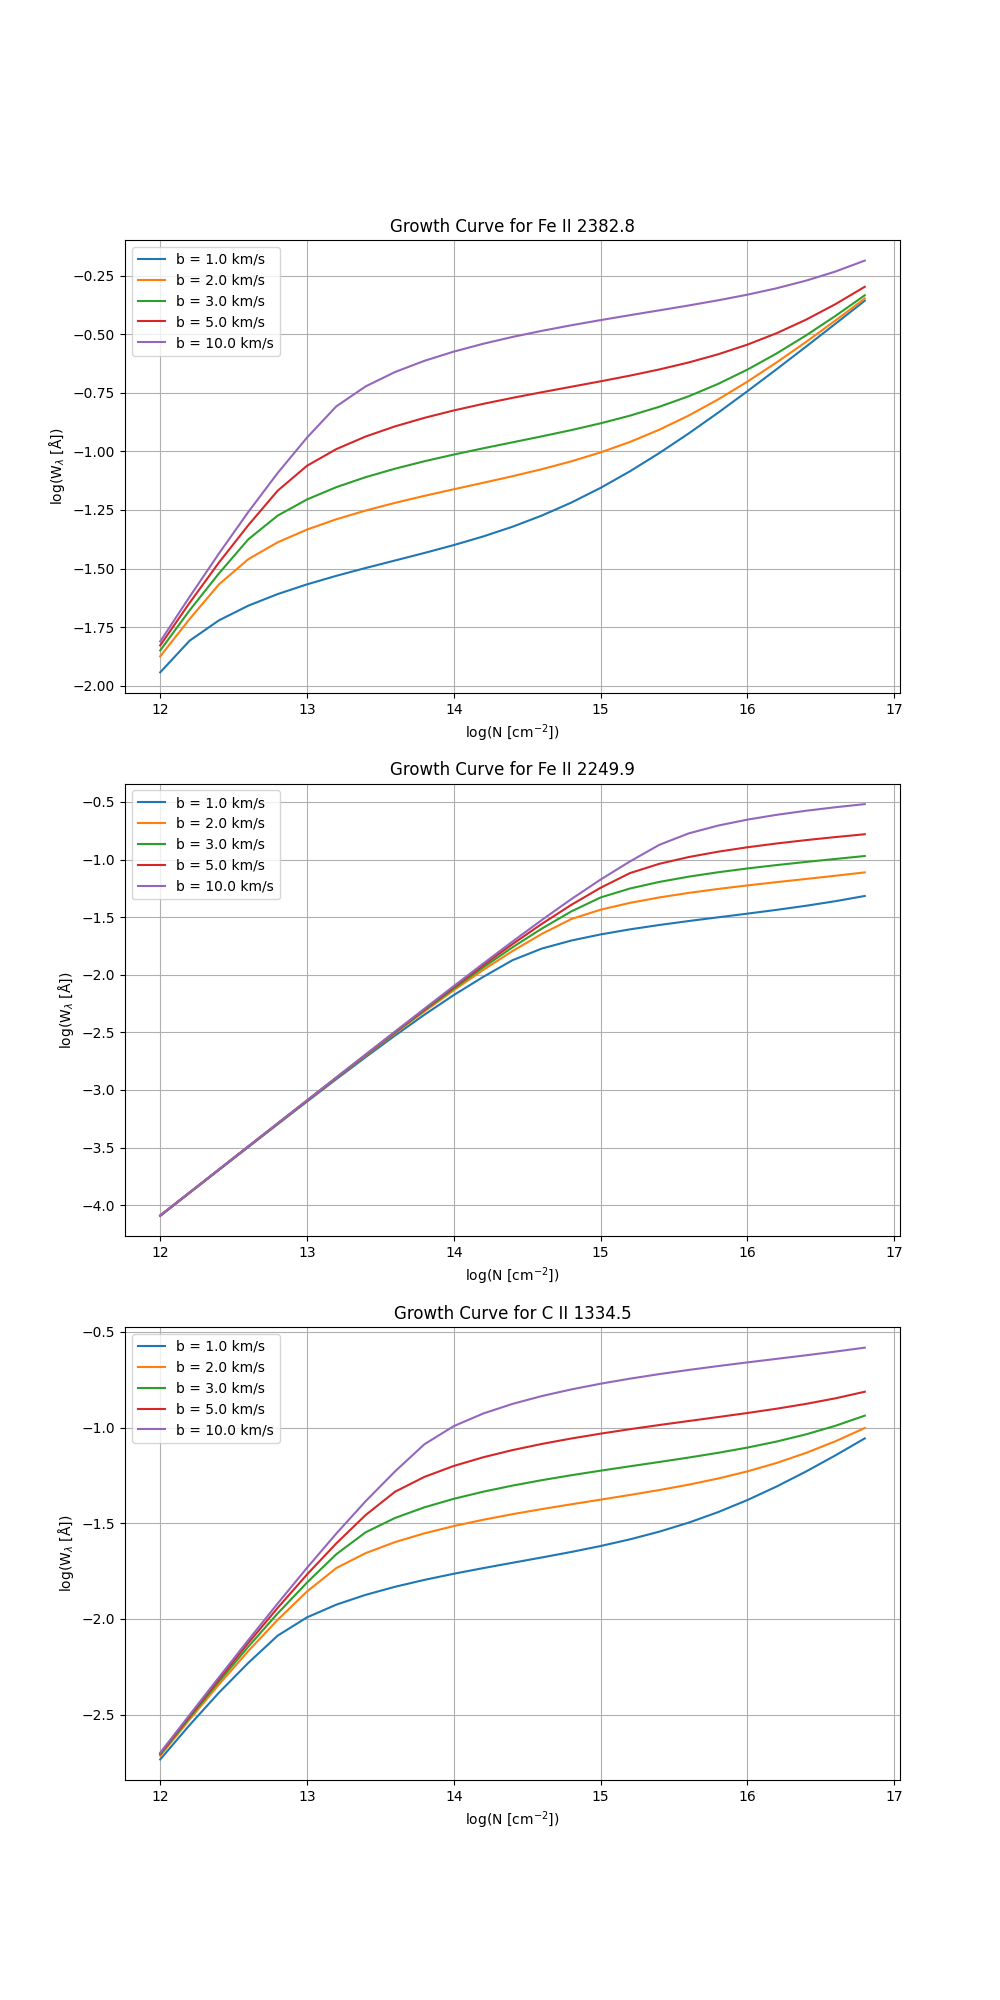 Growth Curve for Fe II 2382.8
b = 1.0 km/s
b = 2.0 km/s
b = 3.0 km/s
b = 5.0 km/s
b = 10.0 km/s
−0.25
−0.50
−0.75
−1.00
−1.25
−1.50
−1.75
−2.00
log(W_λ [Å])
12 13 14 15 16 17
log(N [cm⁻²])
Growth Curve for Fe II 2249.9
b = 1.0 km/s
b = 2.0 km/s
b = 3.0 km/s
b = 5.0 km/s
b = 10.0 km/s
−0.5
−1.0
−1.5
−2.0
−2.5
−3.0
−3.5
−4.0
log(W_λ [Å])
12 13 14 15 16 17
log(N [cm⁻²])
Growth Curve for C II 1334.5
b = 1.0 km/s
b = 2.0 km/s
b = 3.0 km/s
b = 5.0 km/s
b = 10.0 km/s
−0.5
−1.0
−1.5
−2.0
−2.5
log(W_λ [Å])
12 13 14 15 16 17
log(N [cm⁻²])